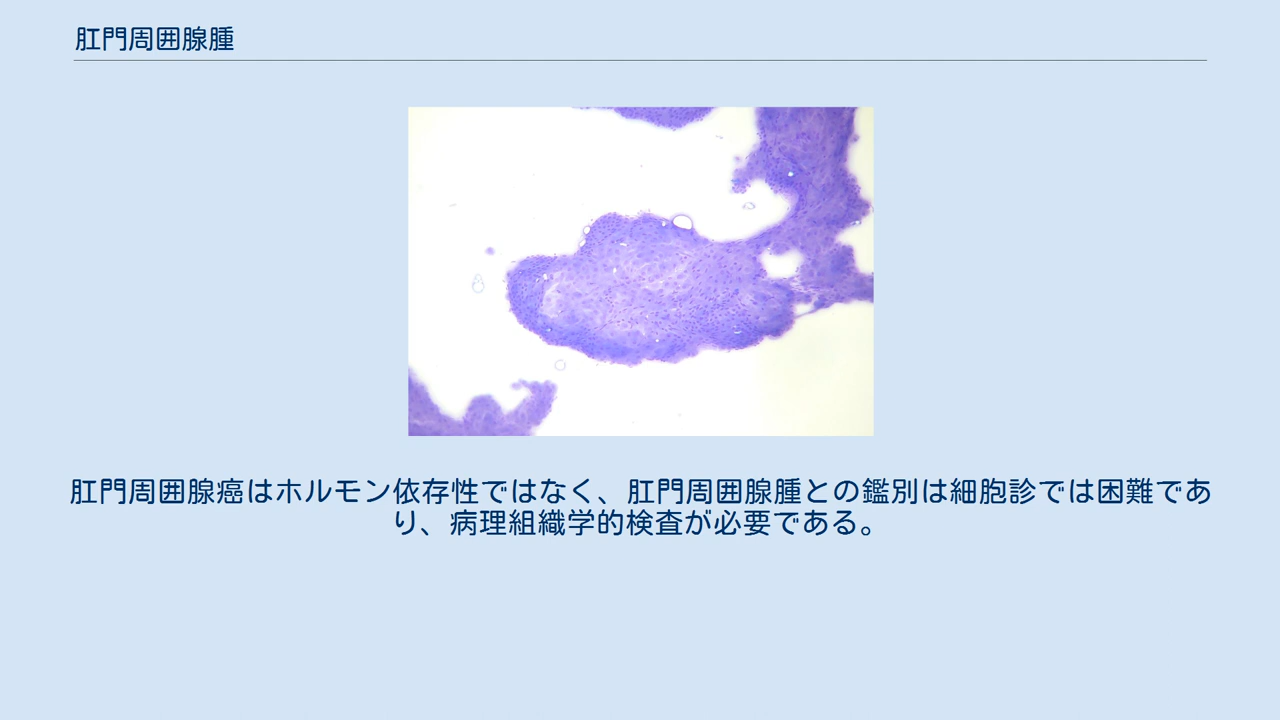 肛門周囲腺腫
肛門周囲腺癌はホルモン依存性ではなく、肛門周囲腺腫との鑑別は細胞診では困難であ
り、病理組織学的検査が必要である。